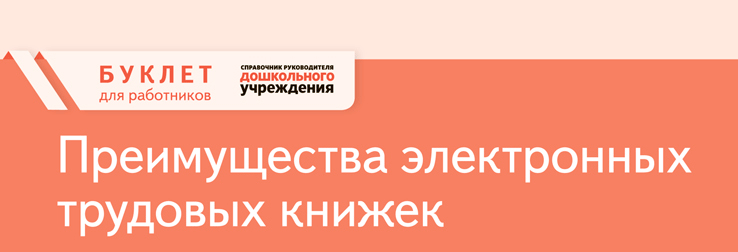 БУКЛЕТ
для работников
СПРАВОЧНИК РУКОВОДИТЕЛЯ
ДОШКОЛЬНОГО
УЧРЕЖДЕНИЯ
Преимущества электронных
трудовых книжек